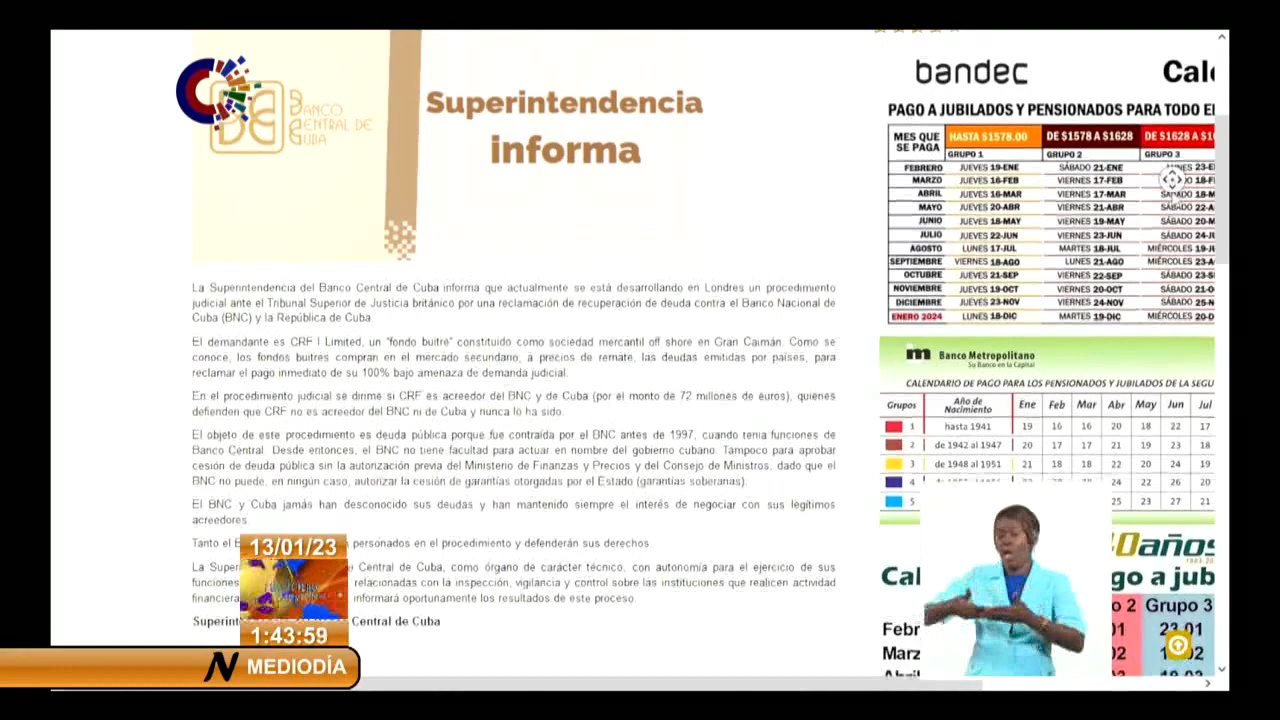 BANCO
CENTRAL DE
CUBA
Superintendencia
informa
La Superintendencia del Banco Central de Cuba informa que actualmente se está desarrollando en Londres un procedimiento
judicial ante el Tribunal Superior de Justicia británico por una reclamación de recuperación de deuda contra el Banco Nacional de
Cuba (BNC) y la República de Cuba.
El demandante es CRF I Limited, un "fondo buitre" constituido como sociedad mercantil off shore en Gran Caimán. Como se
conoce, los fondos buitres compran en el mercado secundario, a precios de remate, las deudas emitidas por países, para
reclamar el pago inmediato de su 100% bajo amenaza de demanda judicial.
En el procedimiento judicial se dirime si CRF es acreedor del BNC y de Cuba (por el monto de 72 millones de euros), quienes
defienden que CRF no es acreedor del BNC ni de Cuba y nunca lo ha sido.
El objeto de este procedimiento es deuda pública porque fue contraída por el BNC antes de 1997, cuando tenia funciones de
Banco Central. Desde entonces, el BNC no tiene facultad para actuar en nombre del gobierno cubano. Tampoco para aprobar
cesión de deuda pública sin la autorización previa del Ministerio de Finanzas y Precios y del Consejo de Ministros, dado que el
BNC no puede, en ningún caso, autorizar la cesión de garantías otorgadas por el Estado (garantías soberanas).
El BNC y Cuba jamás han desconocido sus deudas y han mantenido siempre el interés de negociar con sus legítimos
acreedores.
Tanto el personados en el procedimiento y defenderán sus derechos.
La Central de Cuba, como órgano de carácter técnico, con autonomía para el ejercicio de sus
funciones relacionadas con la inspección, vigilancia y control sobre las instituciones que realicen actividad
financiera informará oportunamente los resultados de este proceso.
Central de Cuba
13/01/23
1:43:59
N MEDIODÍA
bandec
PAGO A JUBILADOS Y PENSIONADOS PARA TODO
MES QUE SE PAGA HASTA $1578.00 DE $1578 A $1628 DE $1628 A
GRUPO 1 GRUPO 2 GRUPO 3
FEBRERO JUEVES 19-ENE SÁBADO 21-ENE
MARZO JUEVES 16-FEB VIERNES 17-FEB
ABRIL JUEVES 16-MAR VIERNES 17-MAR
MAYO JUEVES 20-ABR VIERNES 21-ABR SÁBADO
JUNIO JUEVES 18-MAY VIERNES 19-MAY SÁBADO
JULIO JUEVES 22-JUN VIERNES 23-JUN SÁBADO
AGOSTO LUNES 17-JUL MARTES 18-JUL MIÉRCOLES
SEPTIEMBRE VIERNES 18-AGO LUNES 21-AGO MIÉRCOLES
OCTUBRE JUEVES 21-SEP VIERNES 22-SEP SÁBADO
NOVIEMBRE JUEVES 19-OCT VIERNES 20-OCT SÁBADO
DICIEMBRE JUEVES 23-NOV VIERNES 24-NOV SÁBADO
ENERO 2024 LUNES 18-DIC MARTES 19-DIC MIÉRCOLES
Banco Metropolitano
Su Banco en la Capital
CALENDARIO DE PAGO PARA LOS PENSIONADOS Y JUBILADOS DE LA
Grupos Año de Nacimiento Ene Feb Mar Abr May Jun Jul
1 hasta 1941 19 16 16 20 18 22 17
2 de 1942 al 1947 20 17 17 21 19 23 18
3 de 1948 al 1951 21 18 18 22 20 24 19
4 24 22 26 20
5 25 23 27 21
años
Grupo 3
23.01